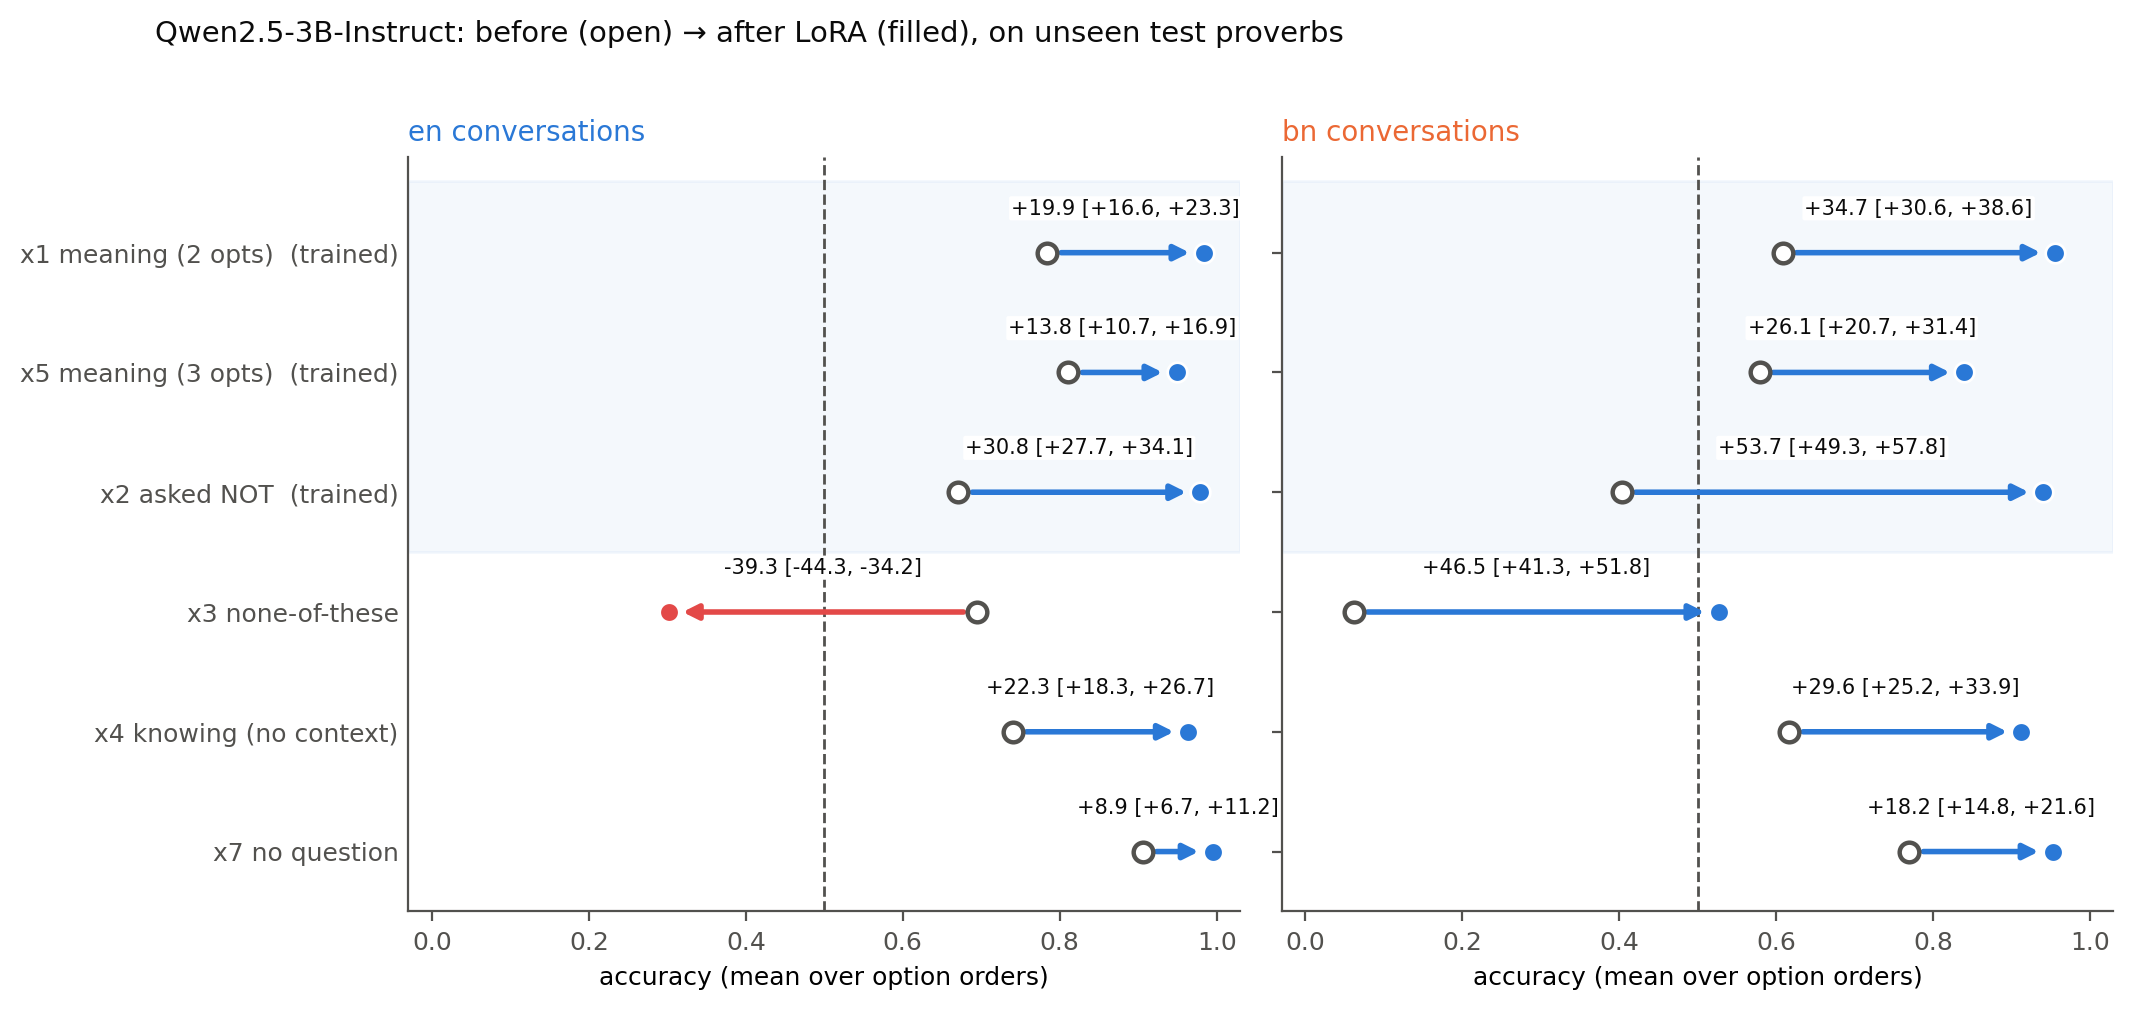 Qwen2.5-3B-Instruct: before (open) → after LoRA (filled), on unseen test proverbs
en conversations
bn conversations
x1 meaning (2 opts)  (trained)
+19.9 [+16.6, +23.3]
+34.7 [+30.6, +38.6]
x5 meaning (3 opts)  (trained)
+13.8 [+10.7, +16.9]
+26.1 [+20.7, +31.4]
x2 asked NOT  (trained)
+30.8 [+27.7, +34.1]
+53.7 [+49.3, +57.8]
x3 none-of-these
-39.3 [-44.3, -34.2]
+46.5 [+41.3, +51.8]
x4 knowing (no context)
+22.3 [+18.3, +26.7]
+29.6 [+25.2, +33.9]
x7 no question
+8.9 [+6.7, +11.2]
+18.2 [+14.8, +21.6]
0.0 0.2 0.4 0.6 0.8 1.0
0.0 0.2 0.4 0.6 0.8 1.0
accuracy (mean over option orders)
accuracy (mean over option orders)